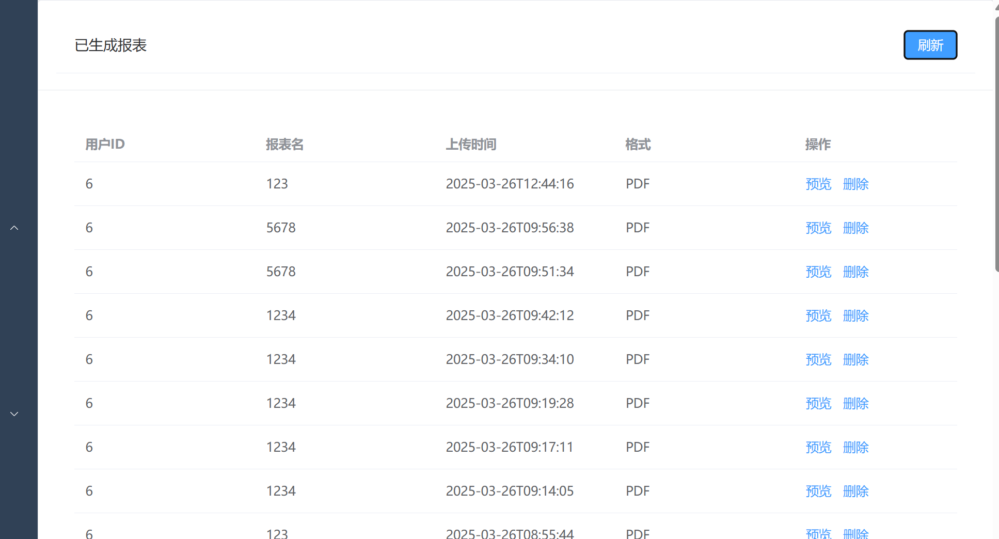 已生成报表 刷新
用户ID 报表名 上传时间 格式 操作
6 123 2025-03-26T12:44:16 PDF 预览 删除
6 5678 2025-03-26T09:56:38 PDF 预览 删除
6 5678 2025-03-26T09:51:34 PDF 预览 删除
6 1234 2025-03-26T09:42:12 PDF 预览 删除
6 1234 2025-03-26T09:34:10 PDF 预览 删除
6 1234 2025-03-26T09:19:28 PDF 预览 删除
6 1234 2025-03-26T09:17:11 PDF 预览 删除
6 1234 2025-03-26T09:14:05 PDF 预览 删除
6 123 2025-03-26T08:55:44 PDF 预览 删除